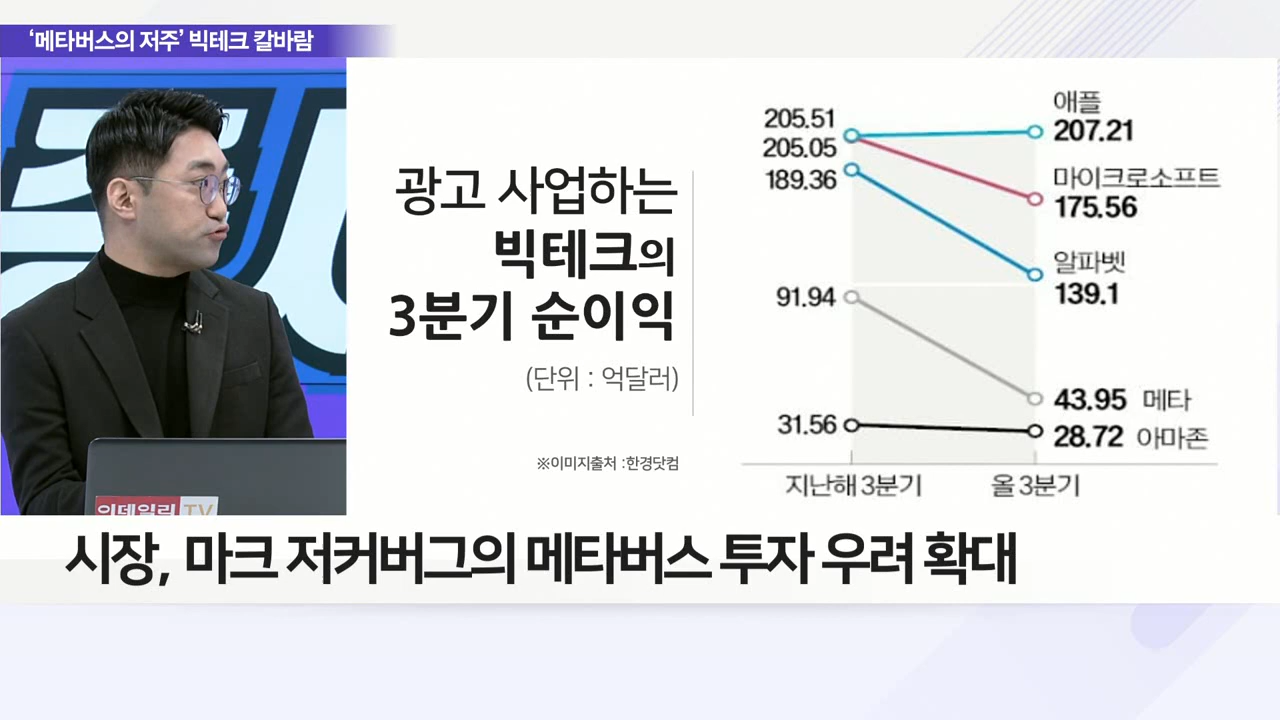 ‘메타버스의 저주’ 빅테크 칼바람
광고 사업하는
빅테크의
3분기 순이익
(단위 : 억달러)
※이미지출처 :한경닷컴
205.51
205.05
189.36
91.94
31.56
애플
207.21
마이크로소프트
175.56
알파벳
139.1
43.95 메타
28.72 아마존
지난해 3분기
올 3분기
이데일리 TV
시장, 마크 저커버그의 메타버스 투자 우려 확대